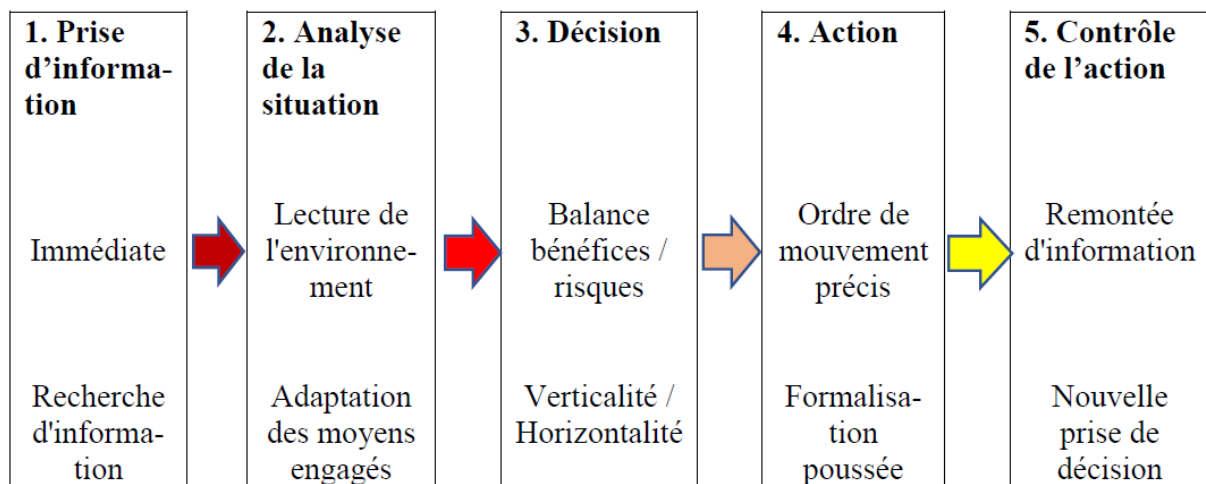 1. Prise
d'informa-
tion
Immédiate
Recherche
d'informa-
tion
2. Analyse
de la
situation
Lecture de
l'environne-
ment
Adaptation
des moyens
engagés
3. Décision
Balance
bénéfices /
risques
Verticalité /
Horizontalité
4. Action
Ordre de
mouvement
précis
Formalisa-
tion
poussée
5. Contrôle
de l’action
Remontée
d'information
Nouvelle
prise de
décision